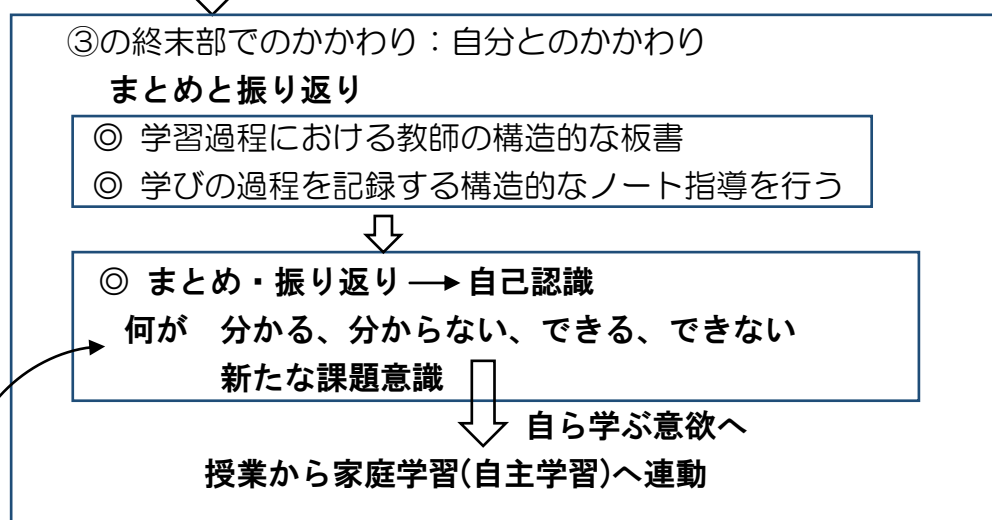 ③の終末部でのかかわり：自分とのかかわり
まとめと振り返り
◎ 学習過程における教師の構造的な板書
◎ 学びの過程を記録する構造的なノート指導を行う
◎ まとめ・振り返り → 自己認識
何が 分かる、分からない、できる、できない
新たな課題意識
自ら学ぶ意欲へ
授業から家庭学習(自主学習)へ連動